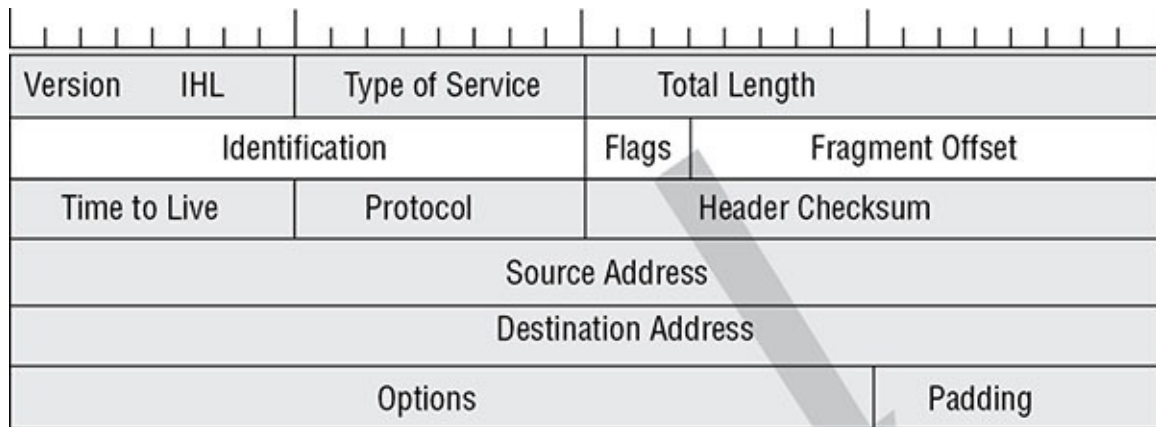 Version IHL Type of Service Total Length
Identification Flags Fragment Offset
Time to Live Protocol Header Checksum
Source Address
Destination Address
Options Padding